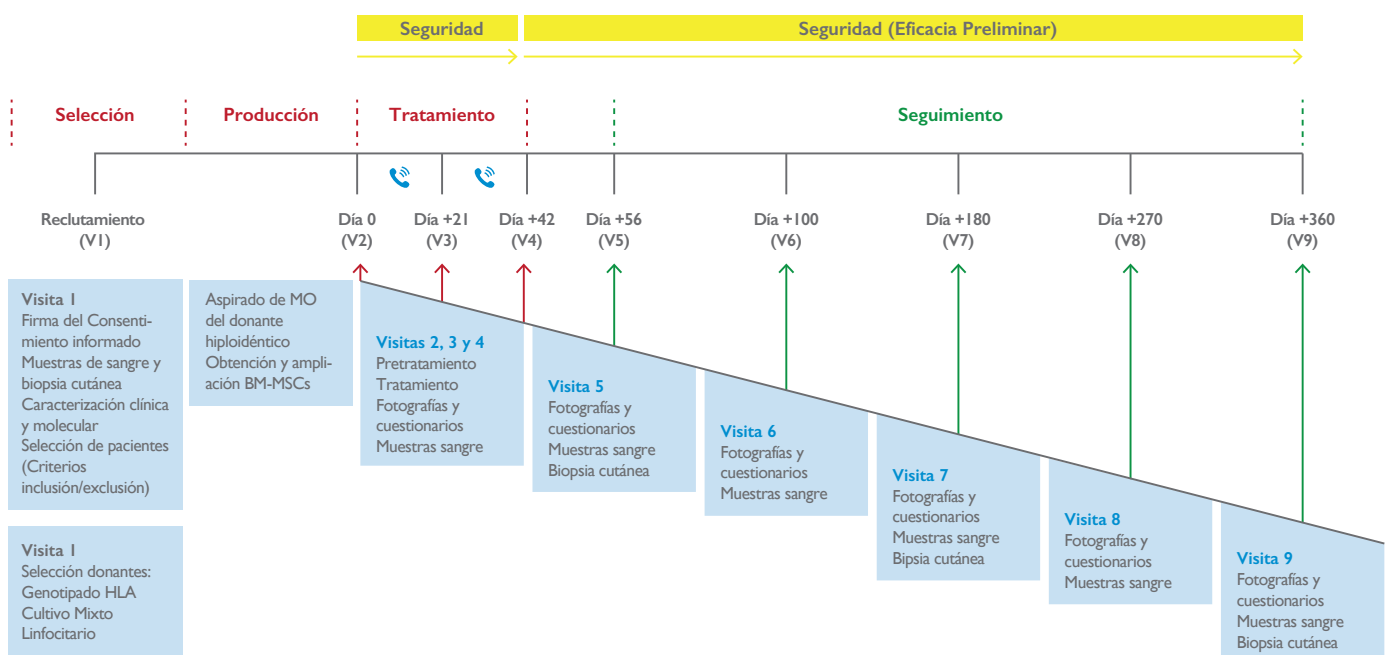 Seguridad
Seguridad (Eficacia Preliminar)
Selección
Producción
Tratamiento
Seguimiento
Reclutamiento
(V1)
Día 0
(V2)
Día +21
(V3)
Día +42
(V4)
Día +56
(V5)
Día +100
(V6)
Día +180
(V7)
Día +270
(V8)
Día +360
(V9)
Visita 1
Firma del Consenti-
miento informado
Muestras de sangre y
biopsia cutánea
Caracterización clínica
y molecular
Selección de pacientes
(Criterios
inclusión/exclusión)
Visita 1
Selección donantes:
Genotipado HLA
Cultivo Mixto
Linfocitario
Aspirado de MO
del donante
hiploidéntico
Obtención y ampli-
ación BM-MSCs
Visitas 2, 3 y 4
Pretratamiento
Tratamiento
Fotografías y
cuestionarios
Muestras sangre
Visita 5
Fotografías y
cuestionarios
Muestras sangre
Biopsia cutánea
Visita 6
Fotografías y
cuestionarios
Muestras sangre
Visita 7
Fotografías y
cuestionarios
Muestras sangre
Bipsia cutánea
Visita 8
Fotografías y
cuestionarios
Muestras sangre
Visita 9
Fotografías y
cuestionarios
Muestras sangre
Biopsia cutánea